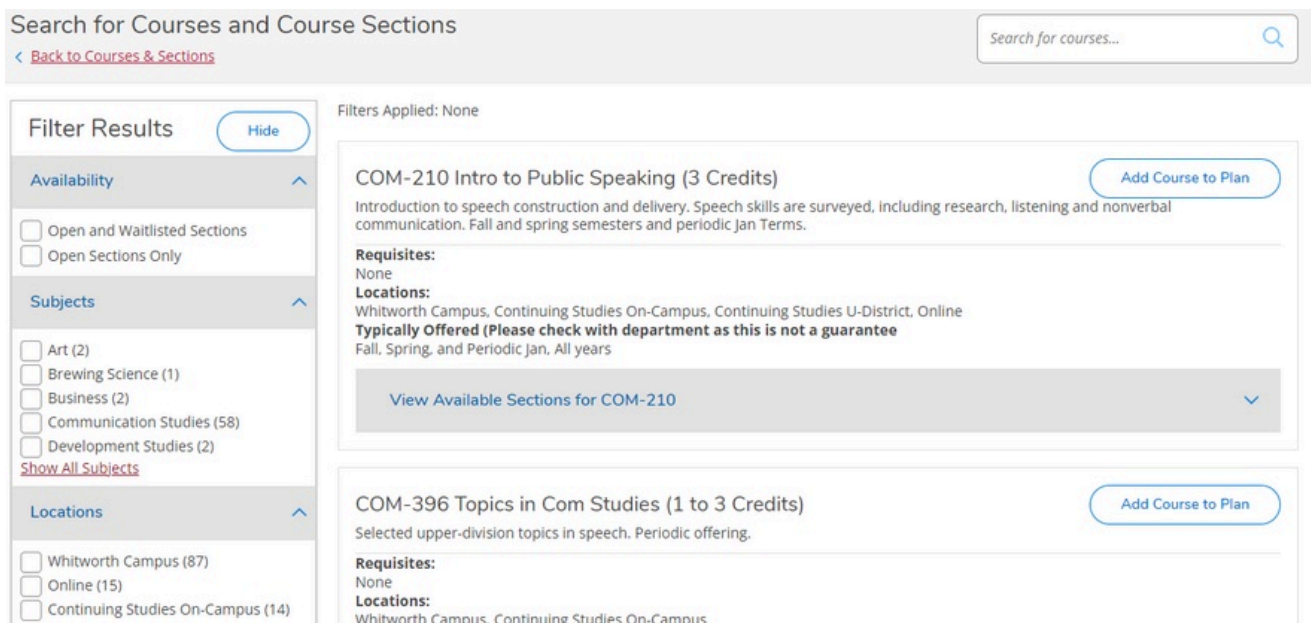 Search for Courses and Course Sections
Back to Courses & Sections
Search for courses...
Filter Results
Hide
Availability
Open and Waitlisted Sections
Open Sections Only
Subjects
Art (2)
Brewing Science (1)
Business (2)
Communication Studies (58)
Development Studies (2)
Show All Subjects
Locations
Whitworth Campus (87)
Online (15)
Continuing Studies On-Campus (14)
Filters Applied: None
COM-210 Intro to Public Speaking (3 Credits)
Add Course to Plan
Introduction to speech construction and delivery. Speech skills are surveyed, including research, listening and nonverbal
communication. Fall and spring semesters and periodic Jan Terms.
Requisites:
None
Locations:
Whitworth Campus, Continuing Studies On-Campus, Continuing Studies U-District, Online
Typically Offered (Please check with department as this is not a guarantee
Fall, Spring, and Periodic Jan, All years
View Available Sections for COM-210
COM-396 Topics in Com Studies (1 to 3 Credits)
Add Course to Plan
Selected upper-division topics in speech. Periodic offering.
Requisites:
None
Locations:
Whitworth Campus, Continuing Studies On-Campus